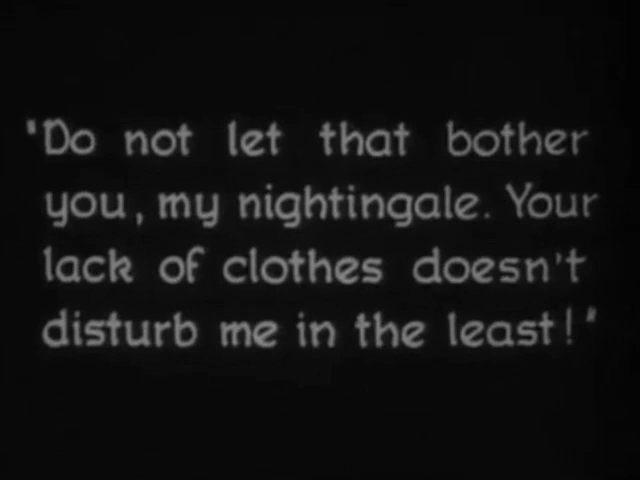 "Do not let that bother
you, my nightingale. Your
lack of clothes doesn't
disturb me in the least!"